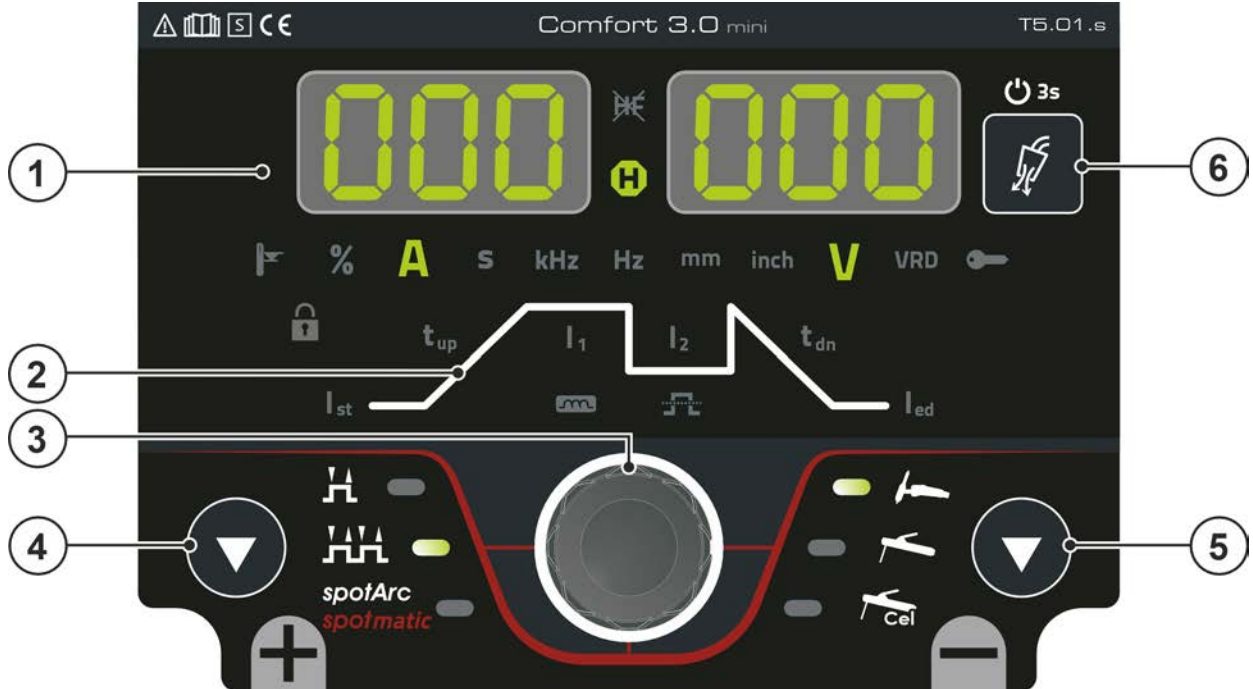 S CE Comfort 3.0 mini T5.01.s
000 HF 000 3s
H
1 6
% A s kHz Hz mm inch V VRD
tup I1 I2 tdn
2
Ist Ied
3
4 5
spotArc
spotmatic Cel
+ −